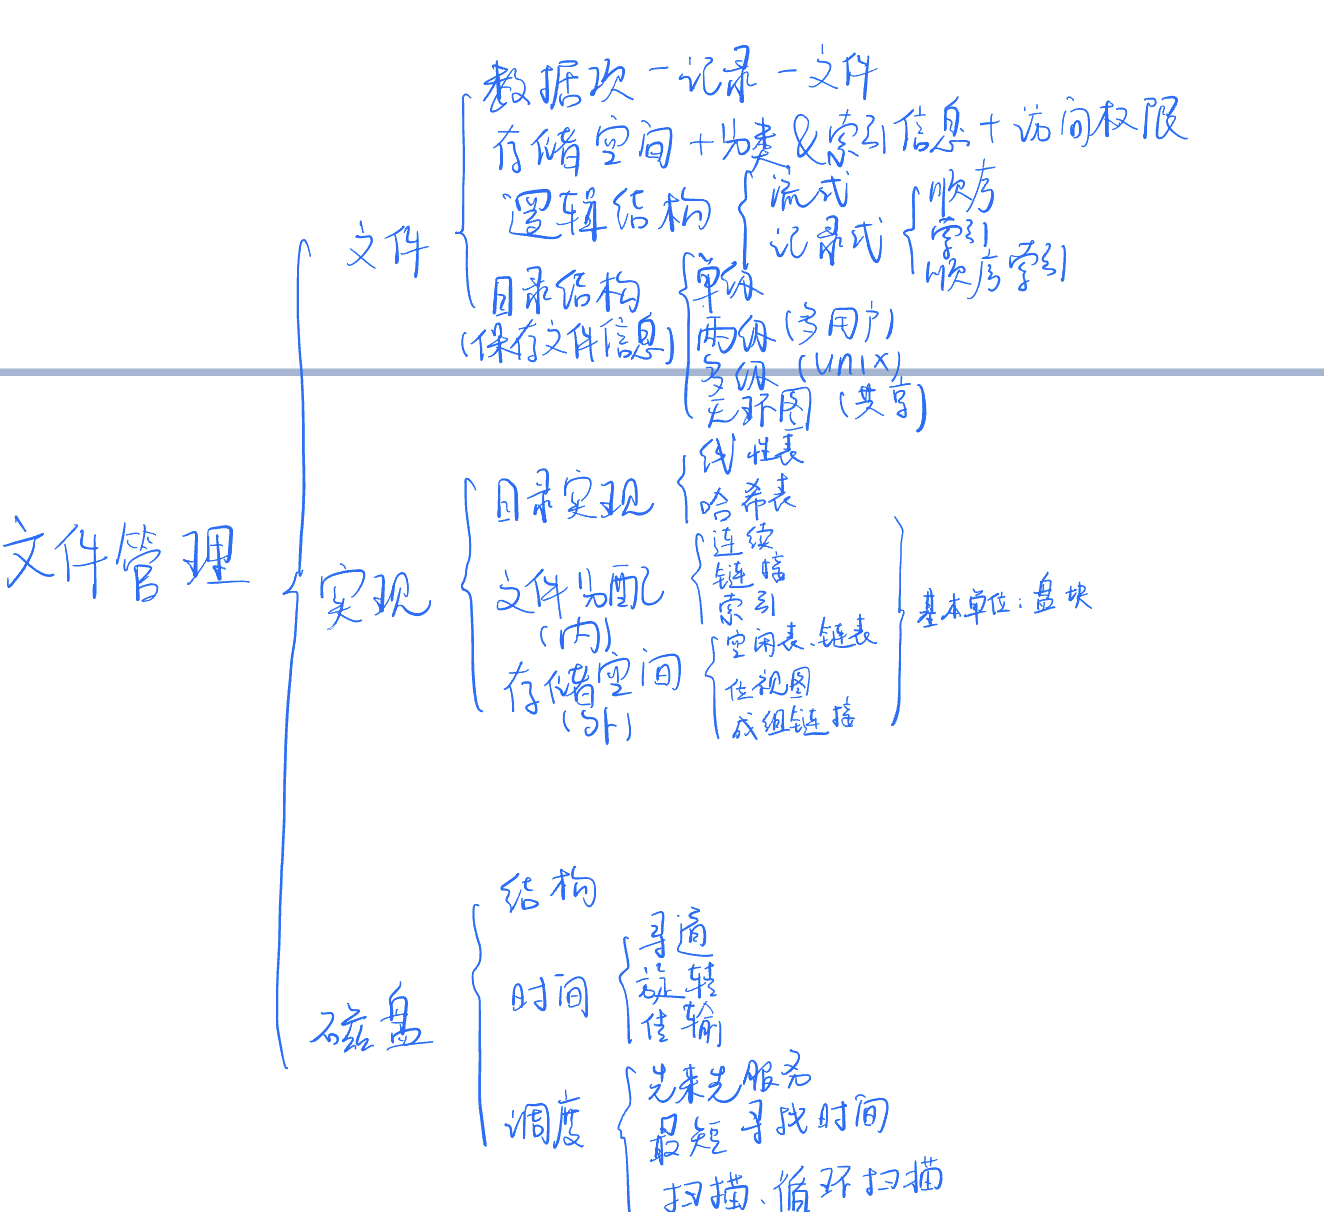 文件管理
文件
数据项-记录-文件
存储空间+分类&索引信息+访问权限
逻辑结构
流式
记录式
顺序
索引
顺序索引
目录结构
(保存文件信息)
单级
两级(多用户)
多级(unix)
无环图(共享)
实现
目录实现
线性表
哈希表
文件分配
(内)
连续
链接
索引
存储空间
(外)
空闲表、链表
位视图
成组链接
基本单位:盘块
磁盘
结构
时间
寻道
旋转
传输
调度
先来先服务
最短寻找时间
扫描、循环扫描